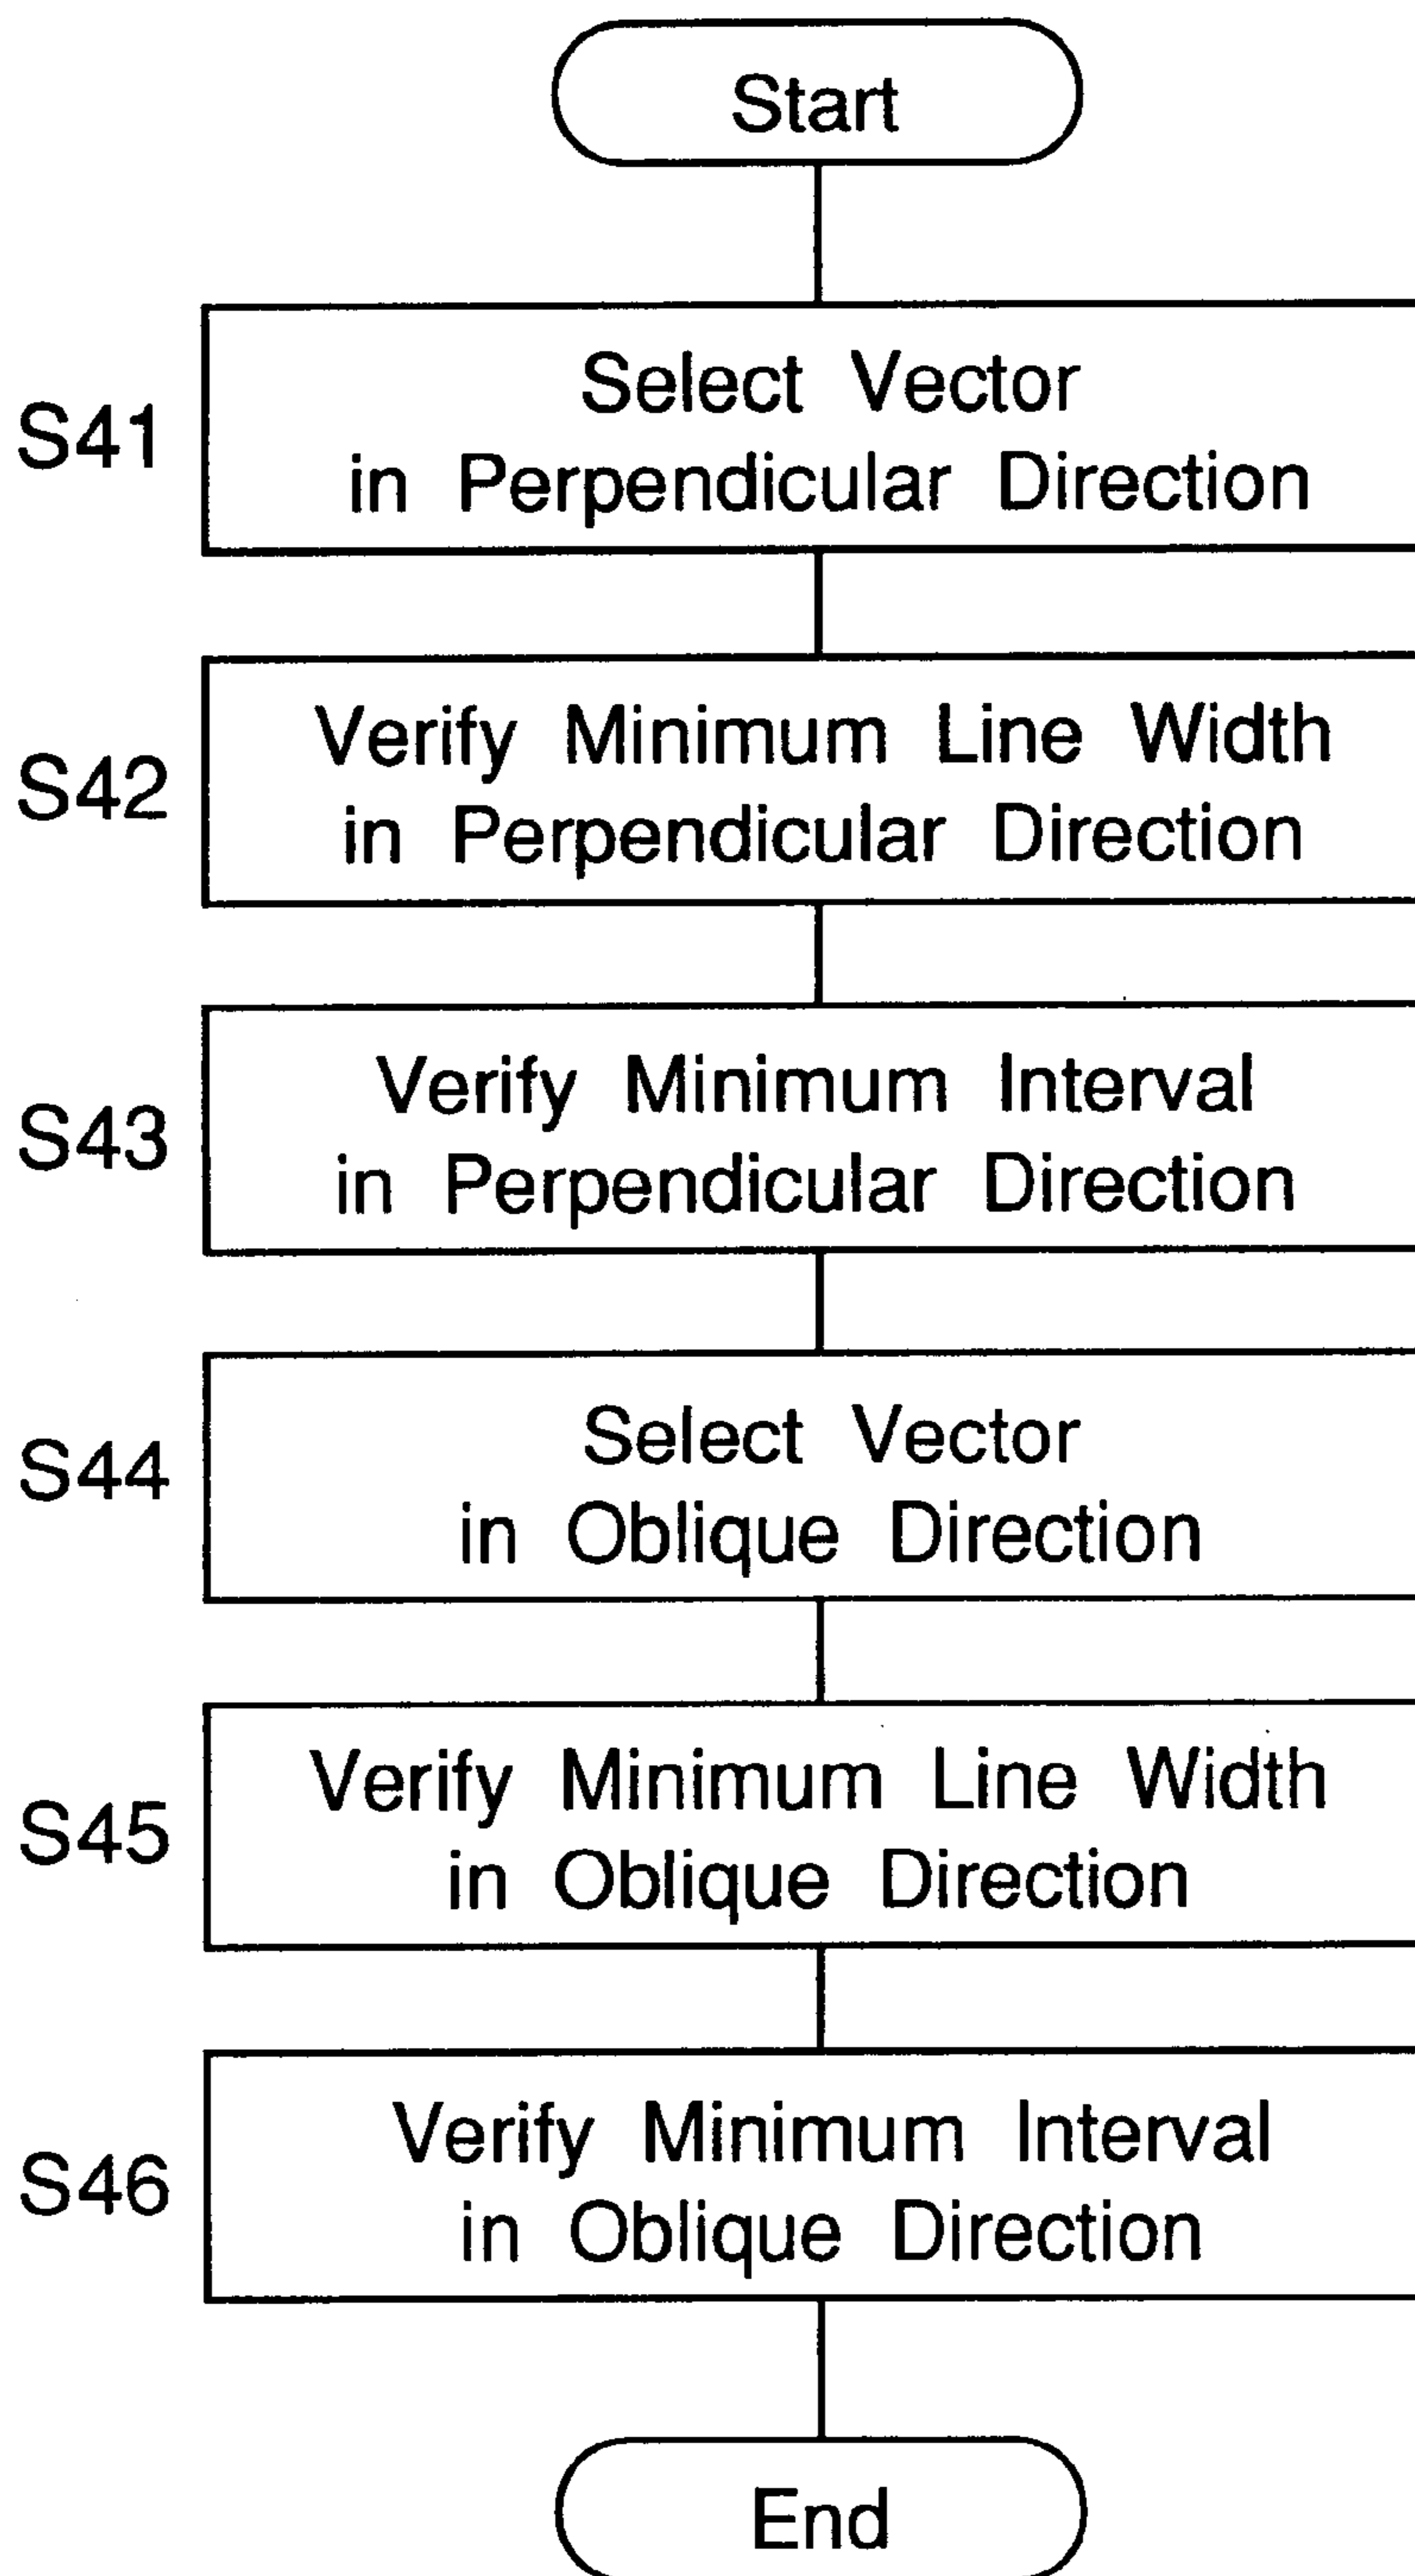 Start
S41
Select Vector
in Perpendicular Direction
S42
Verify Minimum Line Width
in Perpendicular Direction
S43
Verify Minimum Interval
in Perpendicular Direction
S44
Select Vector
in Oblique Direction
S45
Verify Minimum Line Width
in Oblique Direction
S46
Verify Minimum Interval
in Oblique Direction
End